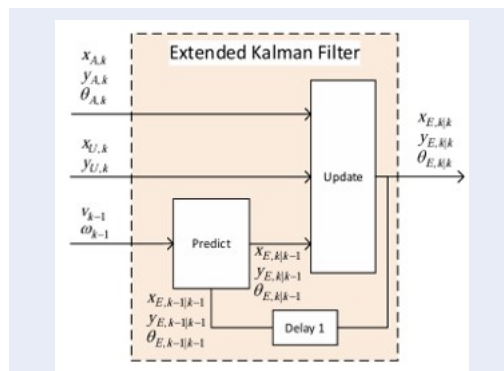 Extended Kalman Filter
x_{A,k}
y_{A,k}
θ_{A,k}
x_{U,k}
y_{U,k}
v_{k−1}
ω_{k−1}
Predict
x_{E,k|k−1}
y_{E,k|k−1}
θ_{E,k|k−1}
Update
x_{E,k|k}
y_{E,k|k}
θ_{E,k|k}
x_{E,k−1|k−1}
y_{E,k−1|k−1}
θ_{E,k−1|k−1}
Delay 1